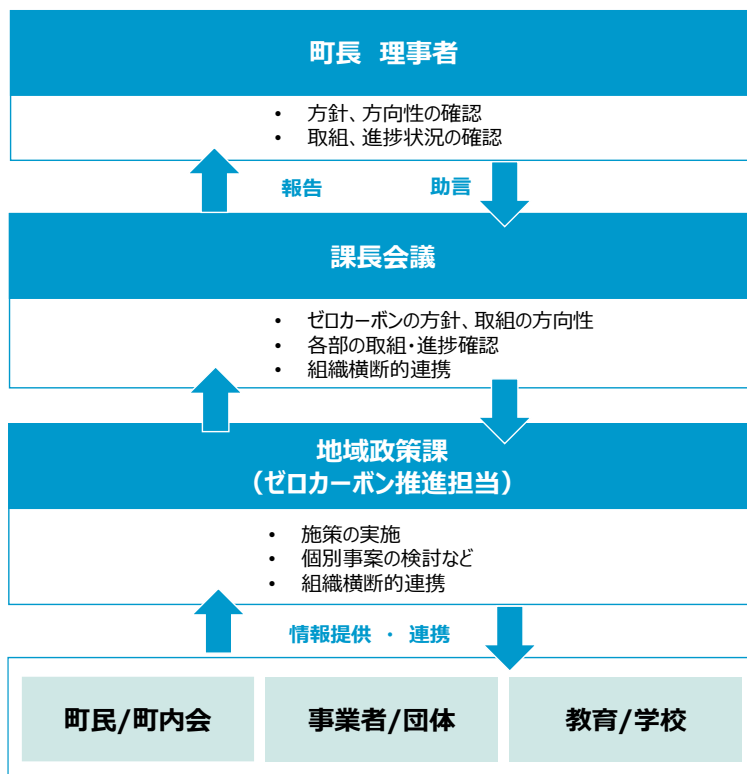 町長 理事者
• 方針、方向性の確認
• 取組、進捗状況の確認
報告 助言
課長会議
• ゼロカーボンの方針、取組の方向性
• 各部の取組・進捗確認
• 組織横断的連携
地域政策課
（ゼロカーボン推進担当）
• 施策の実施
• 個別事案の検討など
• 組織横断的連携
情報提供 ・ 連携
町民/町内会 事業者/団体 教育/学校